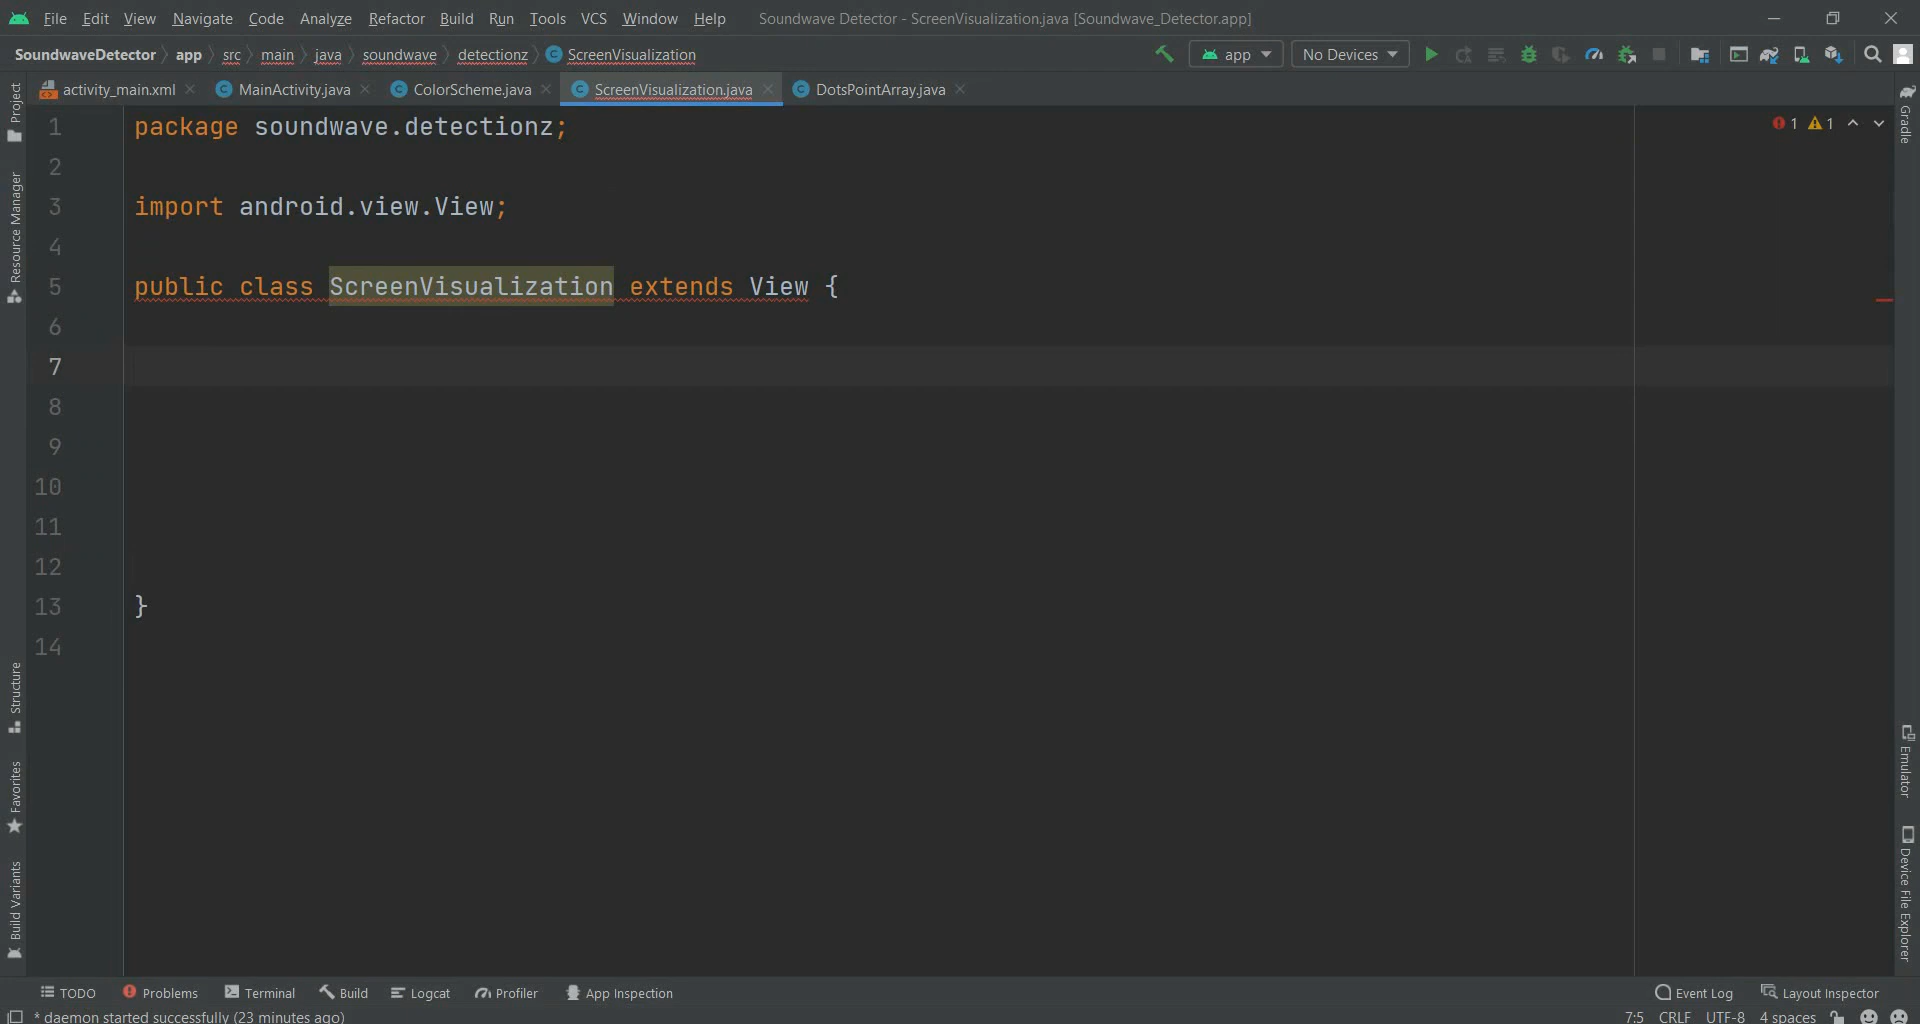 File Edit View Navigate Code Analyze Refactor Build Run Tools VCS Window Help Soundwave Detector - ScreenVisualization.java [Soundwave_Detector.app]
SoundwaveDetector app src main java soundwave detectionz ScreenVisualization app No Devices
activity_main.xml MainActivity.java ColorScheme.java ScreenVisualization.java DotsPointArray.java
Project
Resource Manager
Structure
Favorites
Build Variants
1 package soundwave.detectionz;
2
3 import android.view.View;
4
5 public class ScreenVisualization extends View {
6
7
8
9
10
11
12
13 }
14
1 1
Gradle
Emulator
Device File Explorer
TODO Problems Terminal Build Logcat Profiler App Inspection Event Log Layout Inspector
* daemon started successfully (23 minutes ago) 7:5 CRLF UTF-8 4 spaces